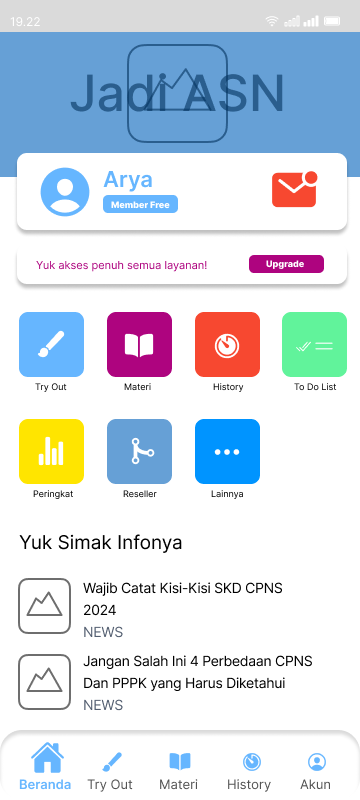 19.22
Jadi ASN
Arya
Member Free
Yuk akses penuh semua layanan!
Upgrade
Try Out
Materi
History
To Do List
Peringkat
Reseller
Lainnya
Yuk Simak Infonya
Wajib Catat Kisi-Kisi SKD CPNS
2024
NEWS
Jangan Salah Ini 4 Perbedaan CPNS
Dan PPPK yang Harus Diketahui
NEWS
Beranda
Try Out
Materi
History
Akun